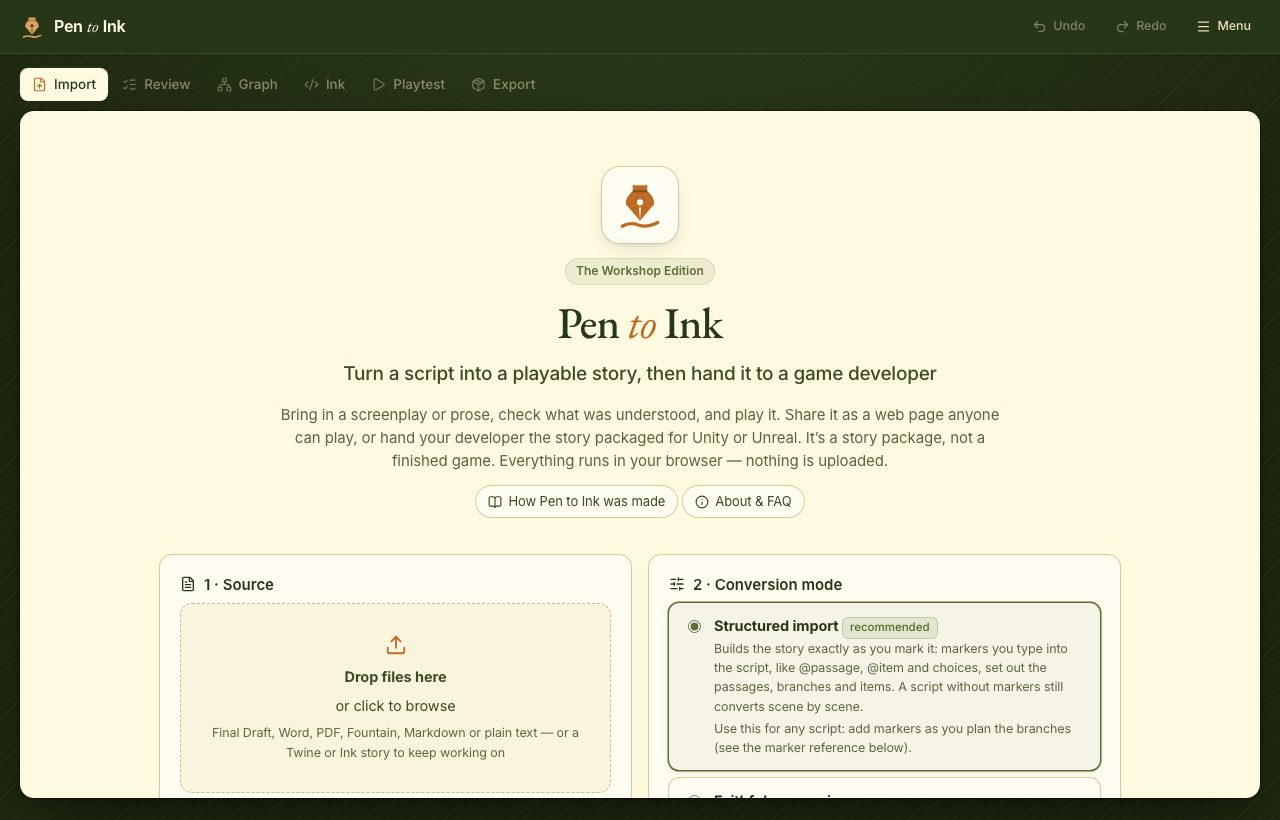 Pen to Ink
Undo
Redo
Menu
Import
Review
Graph
Ink
Playtest
Export
The Workshop Edition
Pen to Ink
Turn a script into a playable story, then hand it to a game developer
Bring in a screenplay or prose, check what was understood, and play it. Share it as a web page anyone
can play, or hand your developer the story packaged for Unity or Unreal. It’s a story package, not a
finished game. Everything runs in your browser — nothing is uploaded.
How Pen to Ink was made
About & FAQ
1 · Source
Drop files here
or click to browse
Final Draft, Word, PDF, Fountain, Markdown or plain text — or a
Twine or Ink story to keep working on
2 · Conversion mode
Structured import recommended
Builds the story exactly as you mark it: markers you type into
the script, like @passage, @item and choices, set out the
passages, branches and items. A script without markers still
converts scene by scene.
Use this for any script: add markers as you plan the branches
(see the marker reference below).